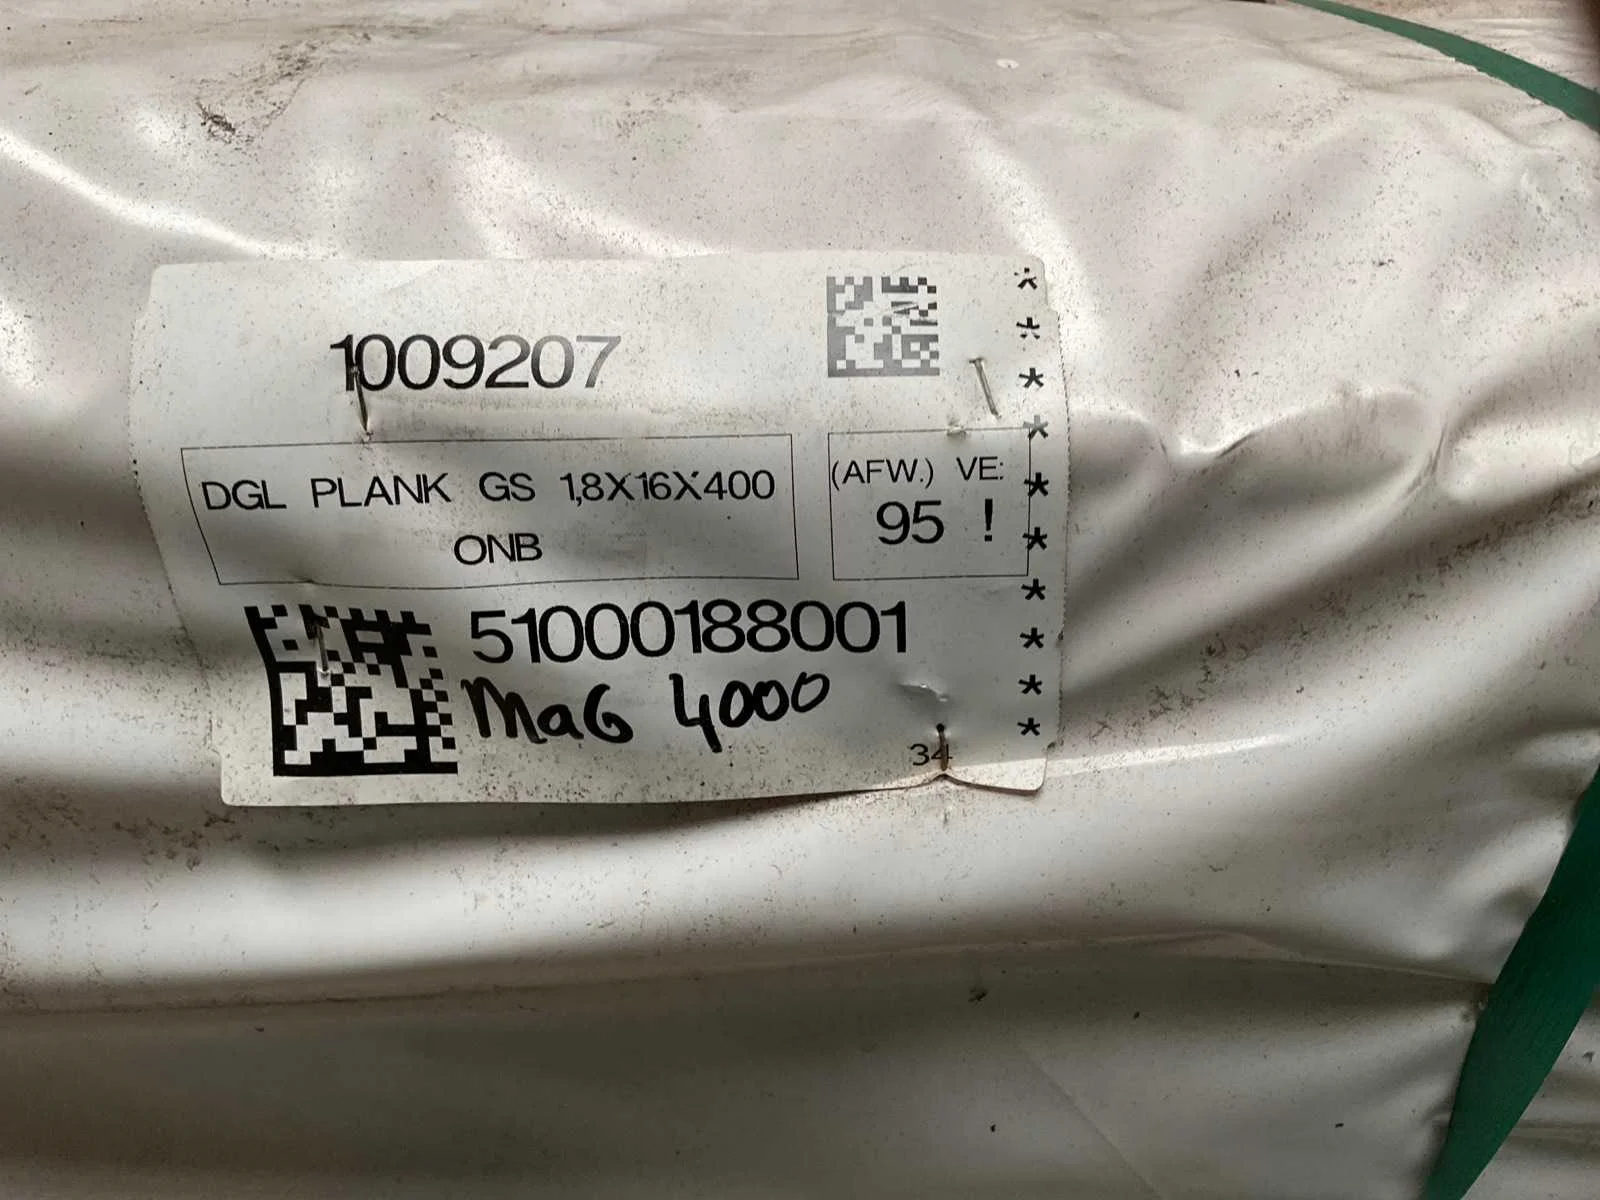 1009207
DGL PLANK GS 1,8X16X400
ONB
(AFW.) VE:
95 !
51000188001
MaG 4000
34